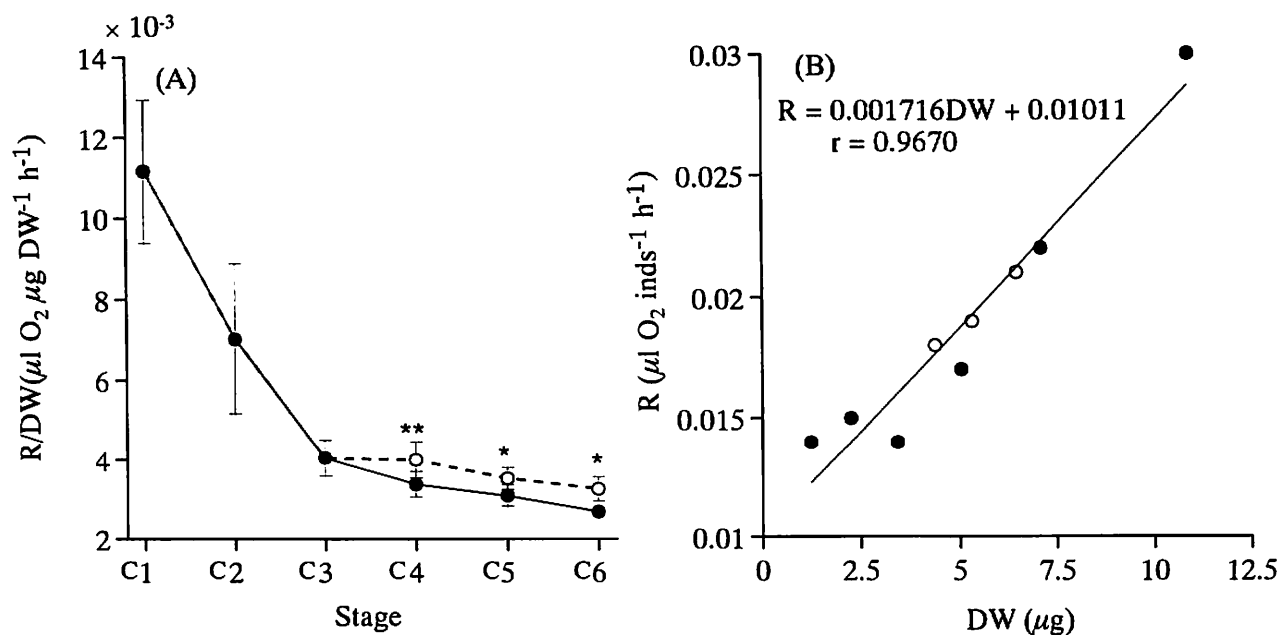 × 10⁻³
14
12
10
8
6
4
2
(A)
**
*
*
R/DW(μl O₂ μg DW⁻¹ h⁻¹)
C1 C2 C3 C4 C5 C6
Stage
0.03
0.025
0.02
0.015
0.01
(B)
R = 0.001716DW + 0.01011
r = 0.9670
R (μl O₂ inds⁻¹ h⁻¹)
0 2.5 5 7.5 10 12.5
DW (μg)